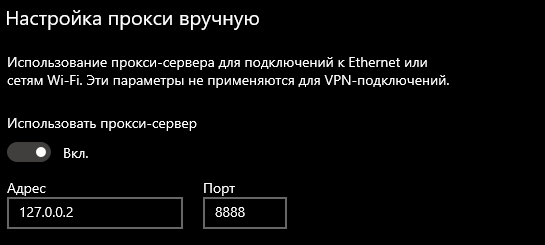 Настройка прокси вручную
Использование прокси-сервера для подключений к Ethernet или
сетям Wi-Fi. Эти параметры не применяются для VPN-подключений.
Использовать прокси-сервер
Вкл.
Адрес Порт
127.0.0.2 8888